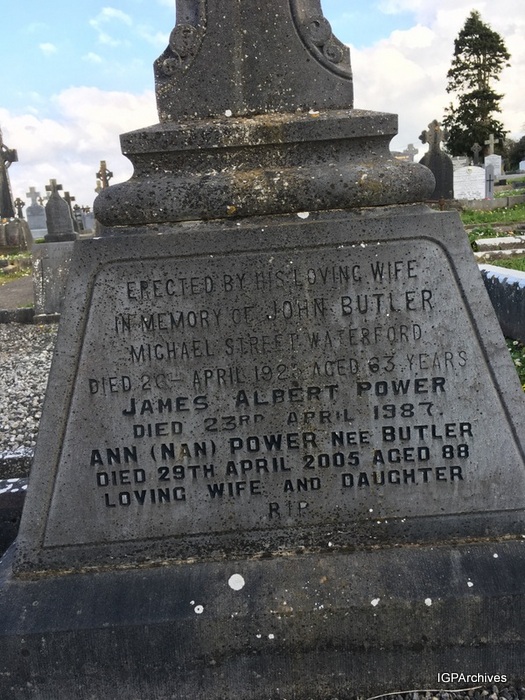 ERECTED BY HIS LOVING WIFE
IN MEMORY OF JOHN BUTLER
MICHAEL STREET WATERFORD
DIED APRIL AGED 63 YEARS
JAMES ALBERT POWER
DIED 23RD APRIL 1987.
ANN (NAN) POWER NEE BUTLER
DIED 29TH APRIL 2005 AGED 88
LOVING WIFE AND DAUGHTER
RIP
IGPArchives